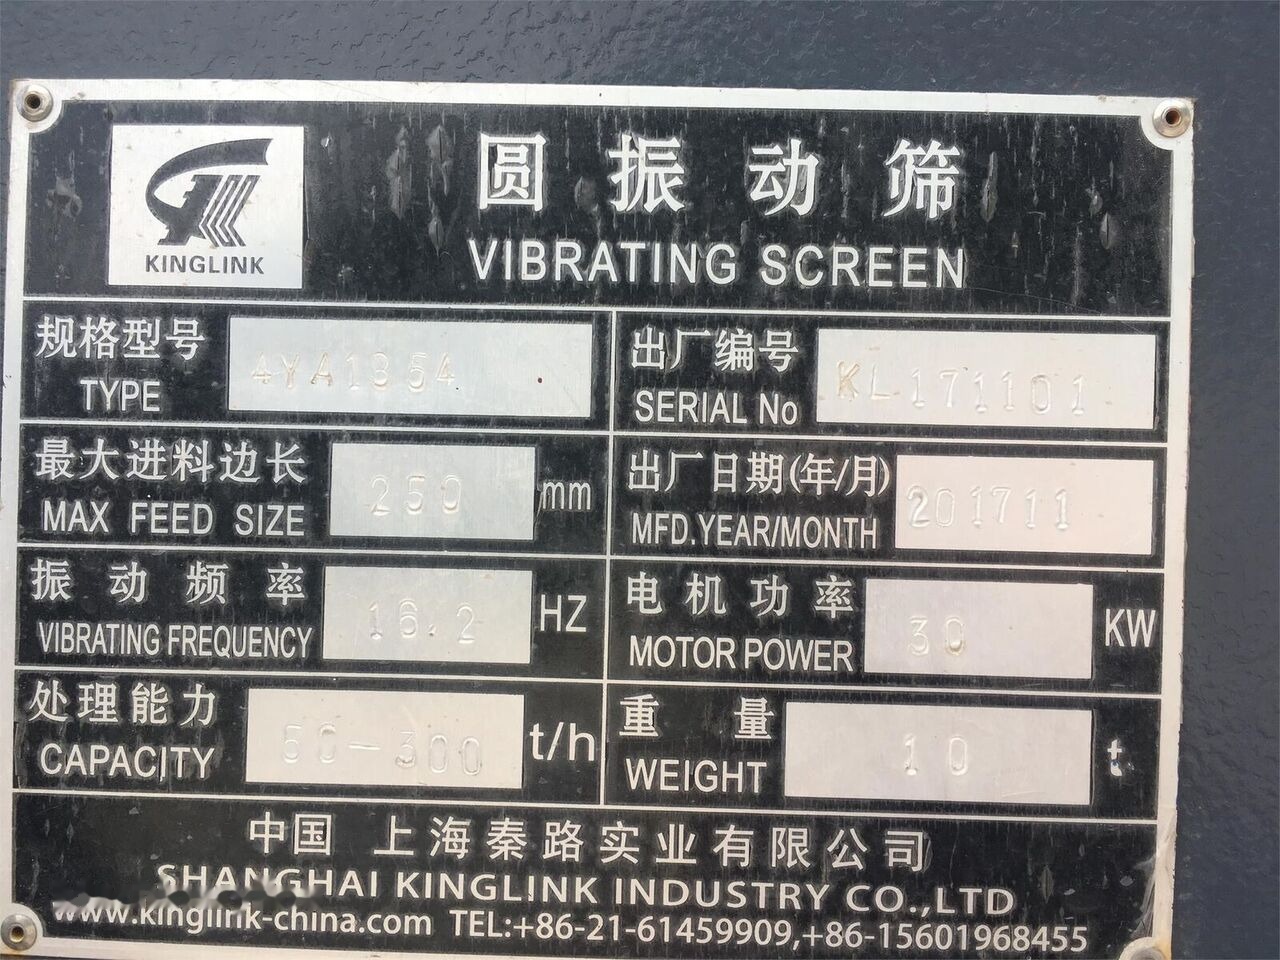 KINGLINK
圆振动筛
VIBRATING SCREEN
规格型号
TYPE
4YA1854
出厂编号
SERIAL No
KL171101
最大进料边长
MAX FEED SIZE
250
mm
出厂日期(年/月)
MFD.YEAR/MONTH
201711
振动频率
VIBRATING FREQUENCY
16.2
HZ
电机功率
MOTOR POWER
30
KW
处理能力
CAPACITY
60-300
t/h
重量
WEIGHT
10
t
中国 上海秦路实业有限公司
SHANGHAI KINGLINK INDUSTRY CO.,LTD
www.kinglink-china.com TEL:+86-21-61459909,+86-15601968455